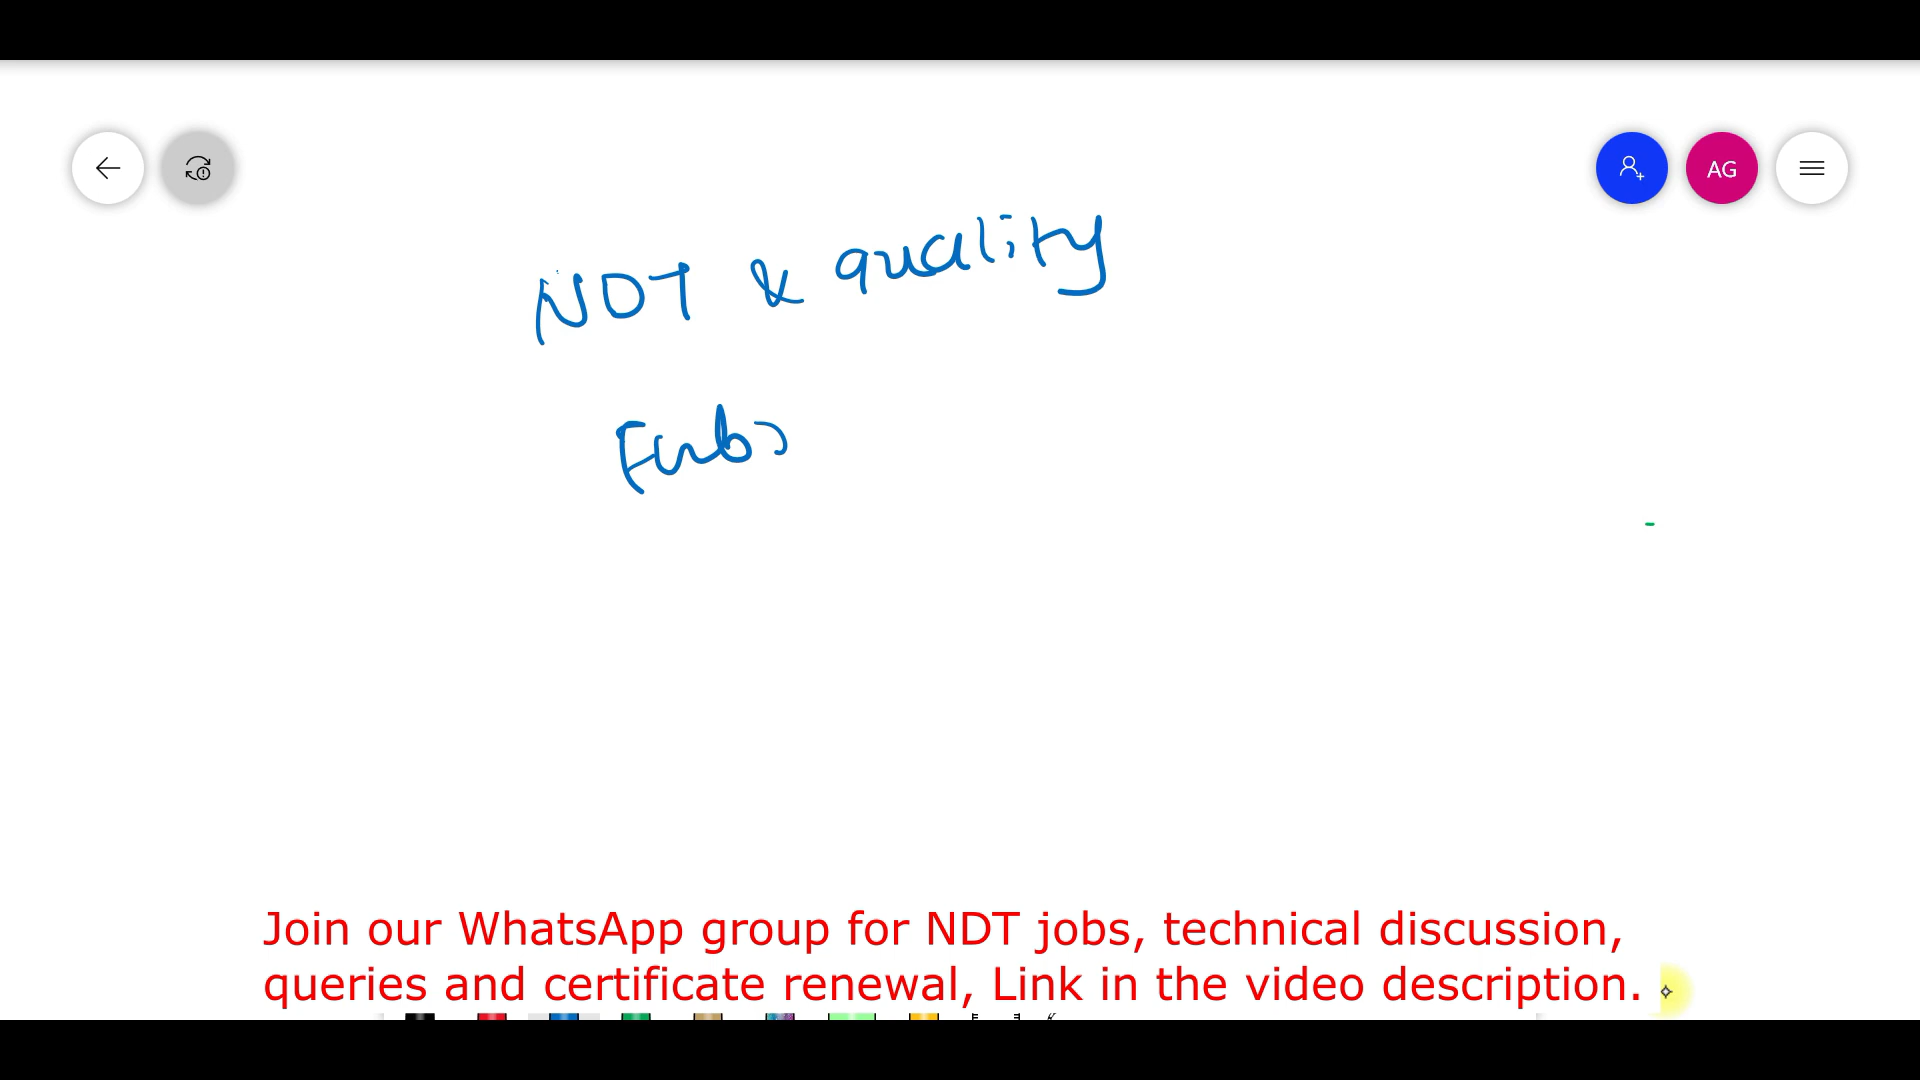 AG
NDT & quality
Join our WhatsApp group for NDT jobs, technical discussion,
queries and certificate renewal, Link in the video description.